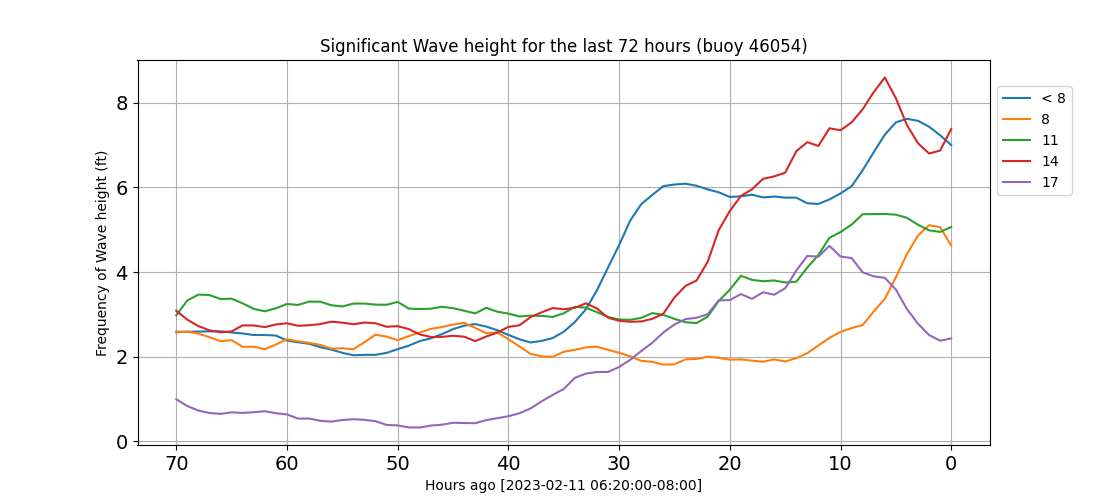 Significant Wave height for the last 72 hours (buoy 46054)
Frequency of Wave height (ft)
8
6
4
2
0
70 60 50 40 30 20 10 0
Hours ago [2023-02-11 06:20:00-08:00]
< 8
8
11
14
17